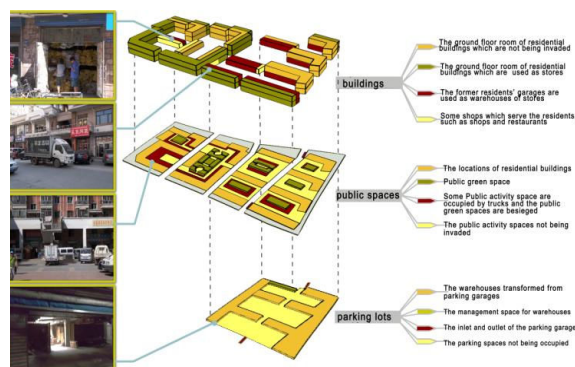 The ground floor room of residential
buildings which are not being invaded
The ground floor room of residential
buildings which are used as stores
The former residents' garages are
used as warehouses of stores
Some shops which serve the residents
such as shops and restaurants
buildings
The locations of residential buildings
Public green space
Some Public activity space are
occupied by trucks and the public
green spaces are besieged
The public activity spaces not being
invaded
public spaces
The warehouses transformed from
parking garages
The management space for warehouses
The inlet and outlet of the parking garage
The parking spaces not being occupied
parking lots